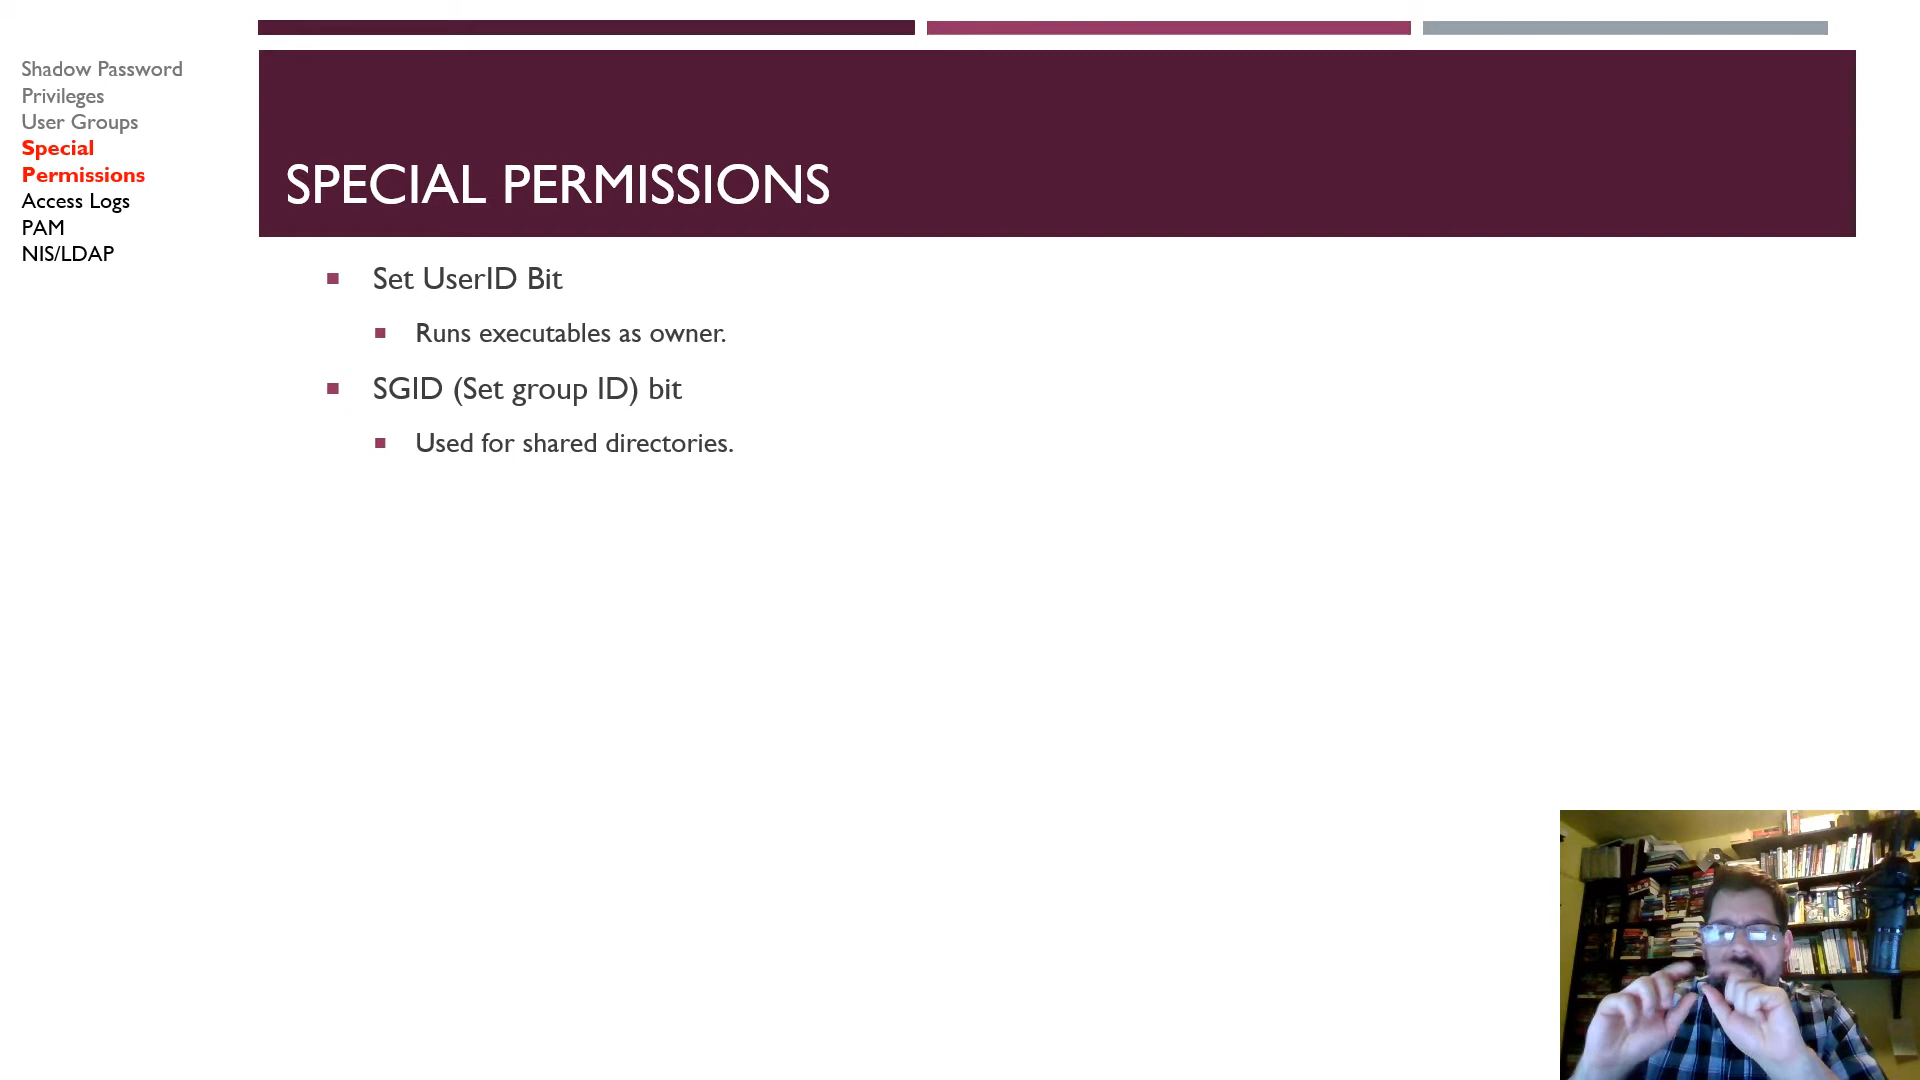 Shadow Password
Privileges
User Groups
Special
Permissions
Access Logs
PAM
NIS/LDAP
SPECIAL PERMISSIONS
Set UserID Bit
Runs executables as owner.
SGID (Set group ID) bit
Used for shared directories.